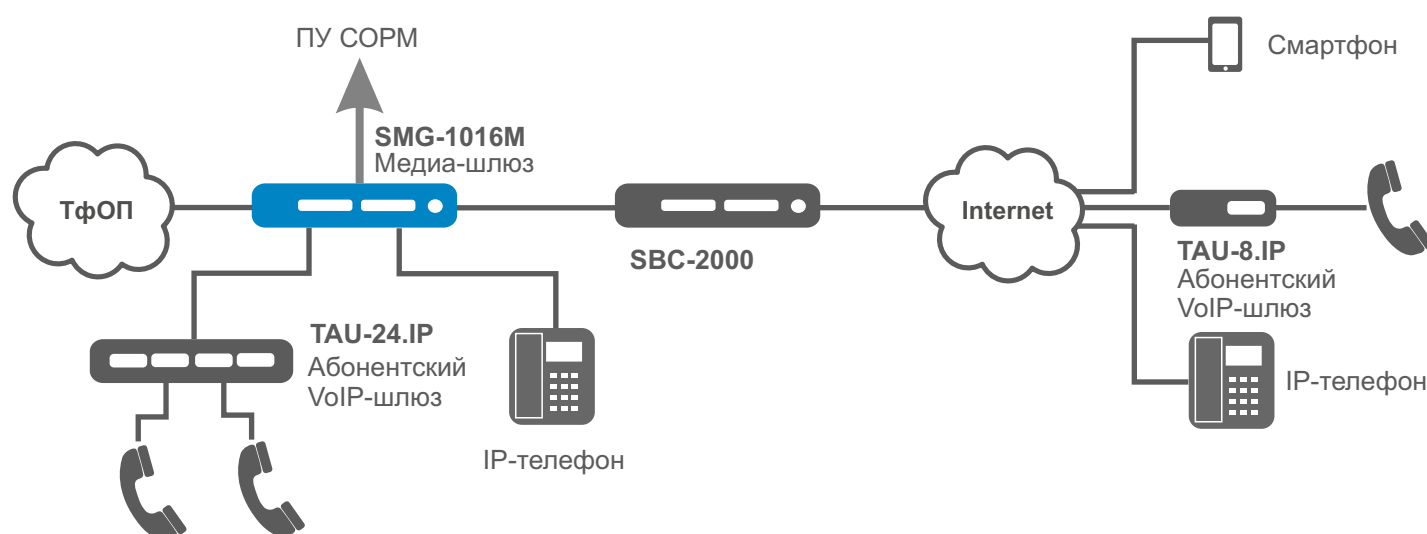 ПУ СОРМ
Смартфон
SMG-1016M
Медиа-шлюз
ТфОП
Internet
SBC-2000
TAU-8.IP
Абонентский
VoIP-шлюз
TAU-24.IP
Абонентский
VoIP-шлюз
IP-телефон
IP-телефон